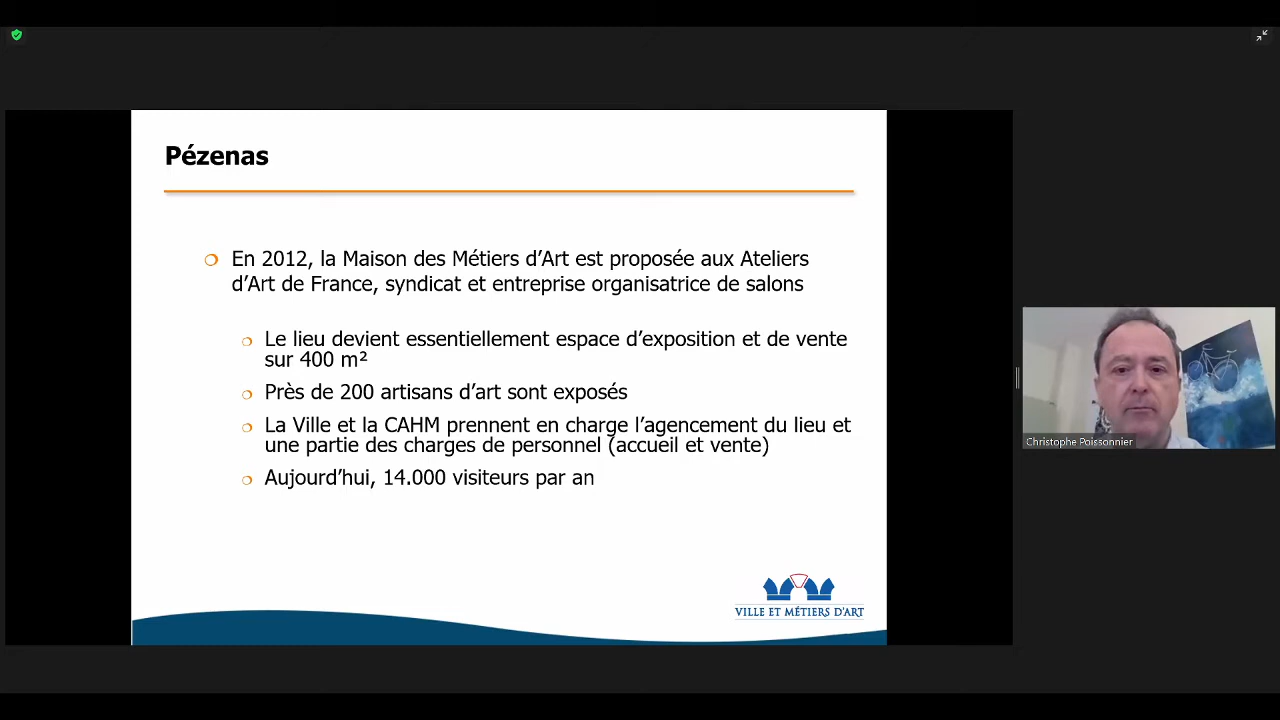 Pézenas
En 2012, la Maison des Métiers d’Art est proposée aux Ateliers
d’Art de France, syndicat et entreprise organisatrice de salons
Le lieu devient essentiellement espace d’exposition et de vente
sur 400 m²
Près de 200 artisans d’art sont exposés
La Ville et la CAHM prennent en charge l’agencement du lieu et
une partie des charges de personnel (accueil et vente)
Aujourd’hui, 14.000 visiteurs par an
VILLE ET MÉTIERS D’ART
Christophe Poissonnier